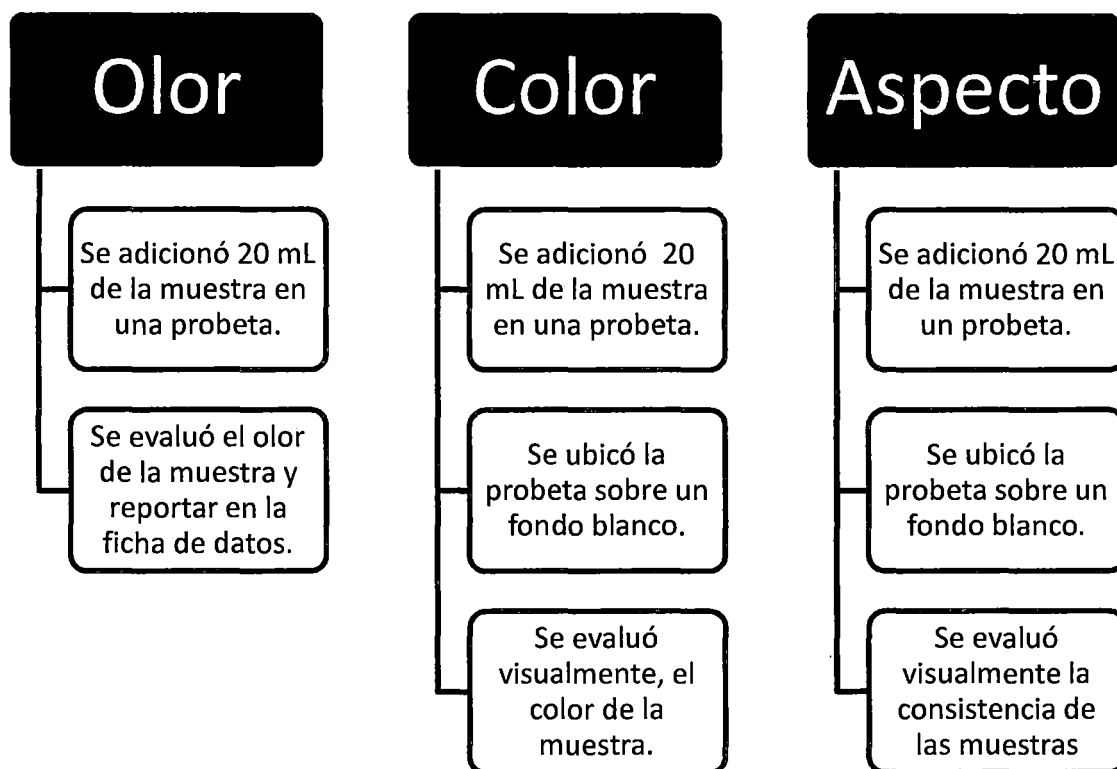 Olor
Se adicionó 20 mL
de la muestra en
una probeta.
Se evaluó el olor
de la muestra y
reportar en la
ficha de datos.
Color
Se adicionó 20
mL de la muestra
en una probeta.
Se ubicó la
probeta sobre un
fondo blanco.
Se evaluó
visualmente, el
color de la
muestra.
Aspecto
Se adicionó 20 mL
de la muestra en
un probeta.
Se ubicó la
probeta sobre un
fondo blanco.
Se evaluó
visualmente la
consistencia de
las muestras